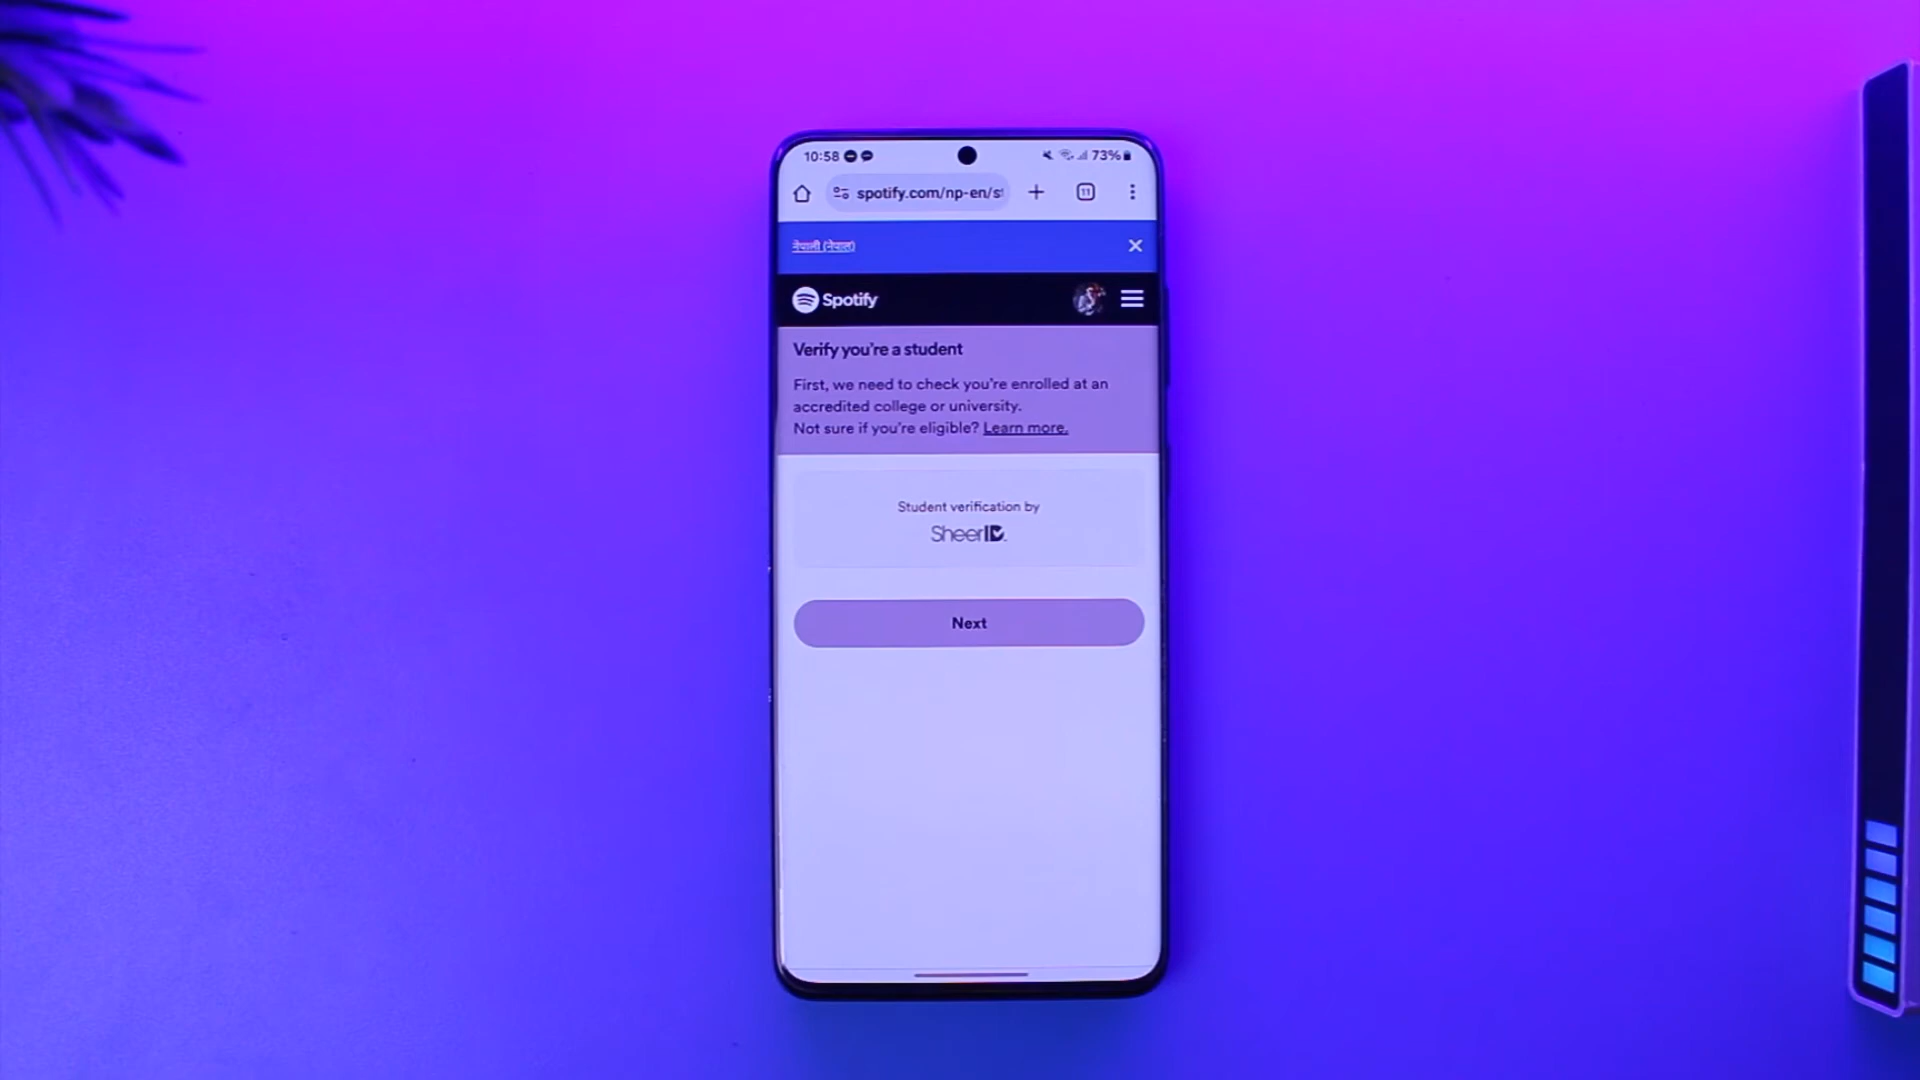 10:58
73%
spotify.com/np-en/s
11
नेपाली (नेपाल)
Spotify
Verify you're a student
First, we need to check you're enrolled at an
accredited college or university.
Not sure if you're eligible? Learn more.
Student verification by
SheerID.
Next